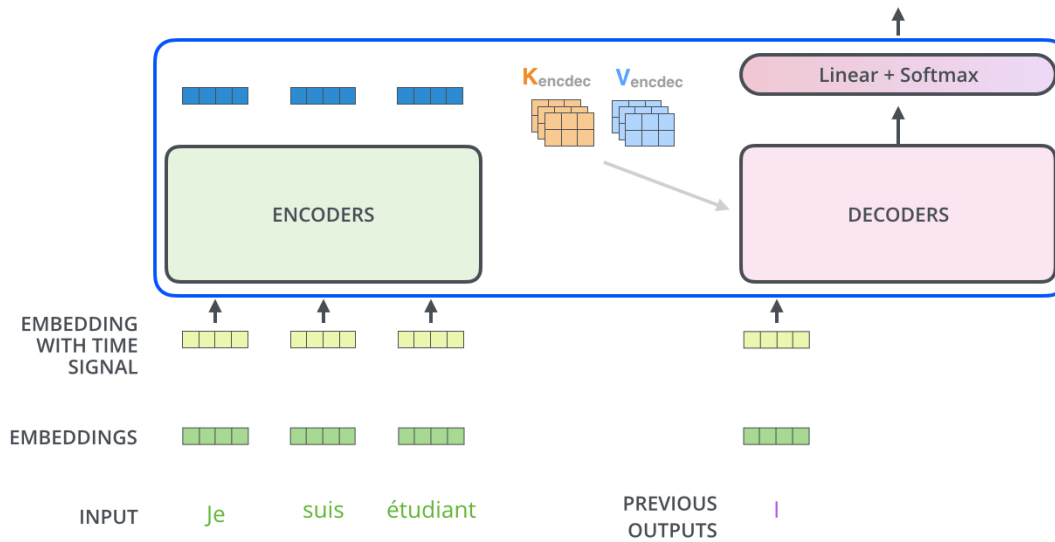 Linear + Softmax
Kencdec Vencdec
ENCODERS
DECODERS
EMBEDDING
WITH TIME
SIGNAL
EMBEDDINGS
INPUT Je suis étudiant
PREVIOUS
OUTPUTS
I